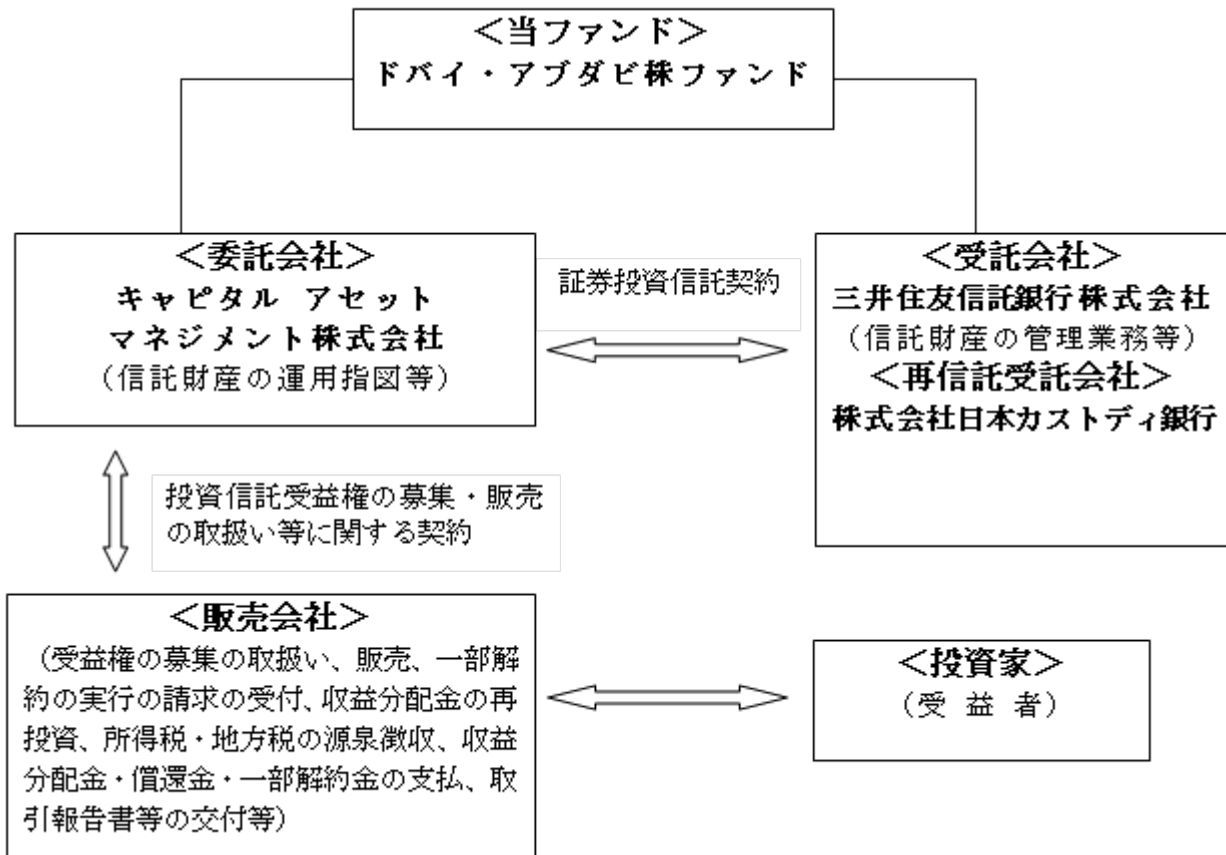 ＜当ファンド＞
ドバイ・アブダビ株ファンド
＜委託会社＞
キャピタル アセット
マネジメント株式会社
（信託財産の運用指図等）
証券投資信託契約
＜受託会社＞
三井住友信託銀行株式会社
（信託財産の管理業務等）
＜再信託受託会社＞
株式会社日本カストディ銀行
投資信託受益権の募集・販売
の取扱い等に関する契約
＜販売会社＞
（受益権の募集の取扱い、販売、一部解
約の実行の請求の受付、収益分配金の再
投資、所得税・地方税の源泉徴収、収益
分配金・償還金・一部解約金の支払、取
引報告書等の交付等）
＜投資家＞
（受 益 者）